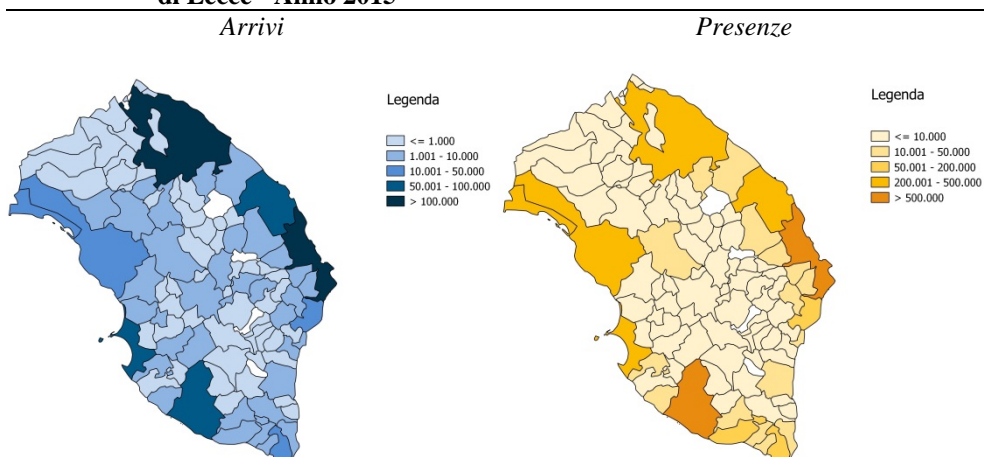 di Lecce - Anno 2015
Arrivi
Presenze
Legenda
<= 1.000
1.001 - 10.000
10.001 - 50.000
50.001 - 100.000
> 100.000
Legenda
<= 10.000
10.001 - 50.000
50.001 - 200.000
200.001 - 500.000
> 500.000